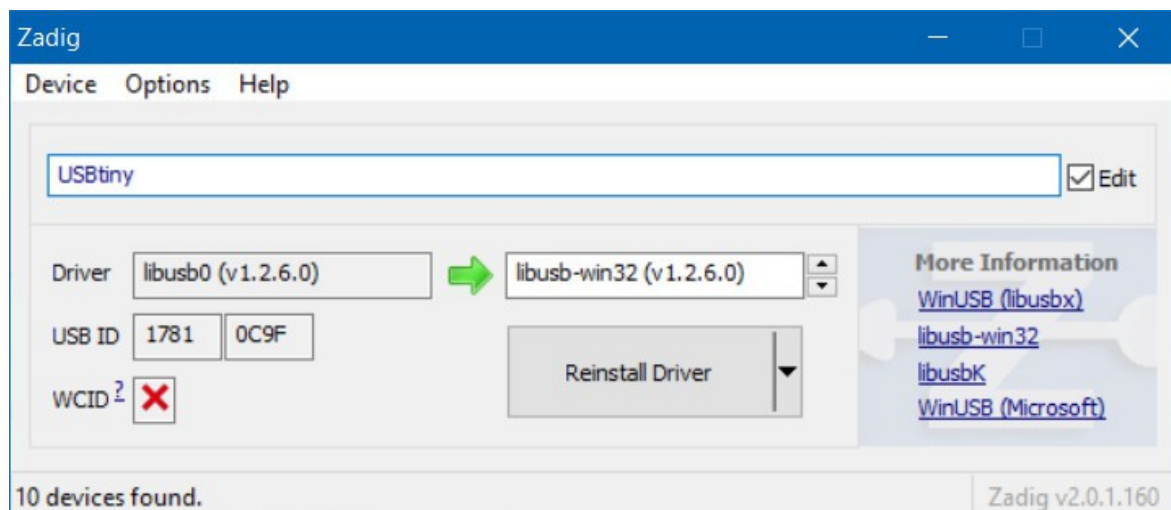 Zadig
Device Options Help
USBtiny
Edit
Driver libusb0 (v1.2.6.0) libusb-win32 (v1.2.6.0)
USB ID 1781 0C9F
WCID ?
Reinstall Driver
More Information
WinUSB (libusbx)
libusb-win32
libusbK
WinUSB (Microsoft)
10 devices found.
Zadig v2.0.1.160